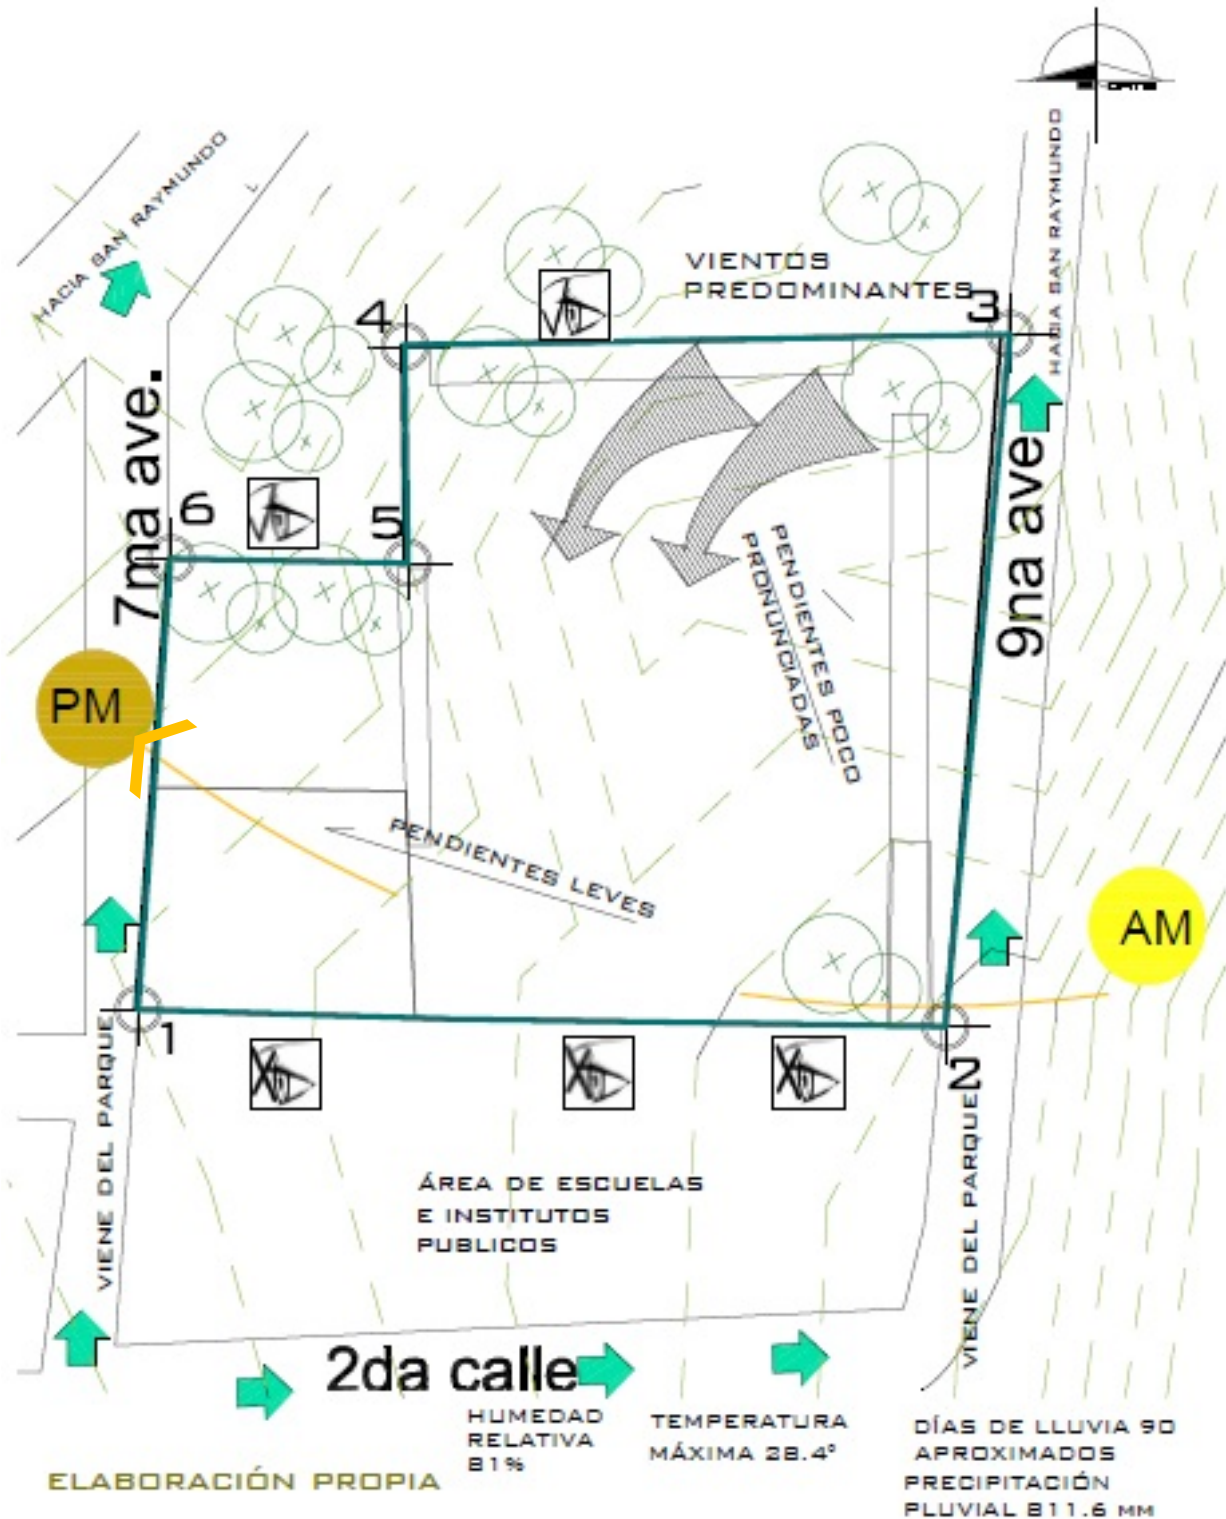 HACIA SAN RAYMUNDO
HACIA SAN RAYMUNDO
VIENTOS
PREDOMINANTES
4
3
7ma ave.
6
5
9na ave
PENDIENTES POCO
PRONUNCIADAS
PM
PENDIENTES LEVES
AM
1
2
VIENE DEL PARQUE
VIENE DEL PARQUE
ÁREA DE ESCUELAS
E INSTITUTOS
PUBLICOS
2da calle
HUMEDAD
RELATIVA
81%
TEMPERATURA
MÁXIMA 28.4°
DÍAS DE LLUVIA 90
APROXIMADOS
PRECIPITACIÓN
PLUVIAL 811.6 MM
ELABORACIÓN PROPIA